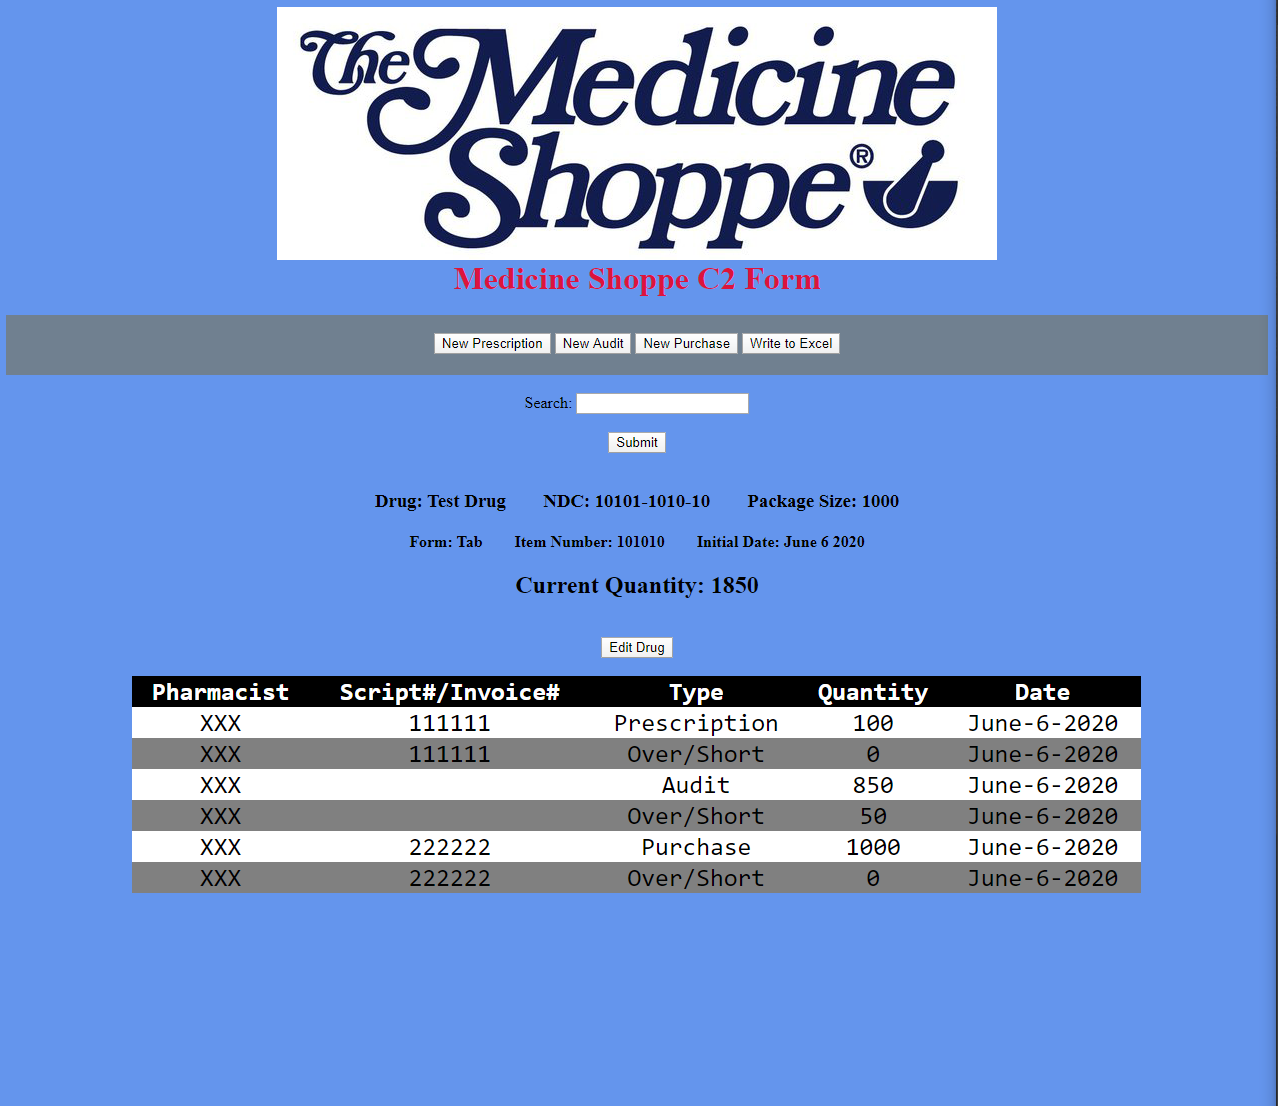 The Medicine
Shoppe®
Medicine Shoppe C2 Form
New Prescription New Audit New Purchase Write to Excel
Search:
Submit
Drug: Test Drug NDC: 10101-1010-10 Package Size: 1000
Form: Tab Item Number: 101010 Initial Date: June 6 2020
Current Quantity: 1850
Edit Drug
Pharmacist Script#/Invoice# Type Quantity Date
XXX 111111 Prescription 100 June-6-2020
XXX 111111 Over/Short 0 June-6-2020
XXX Audit 850 June-6-2020
XXX Over/Short 50 June-6-2020
XXX 222222 Purchase 1000 June-6-2020
XXX 222222 Over/Short 0 June-6-2020